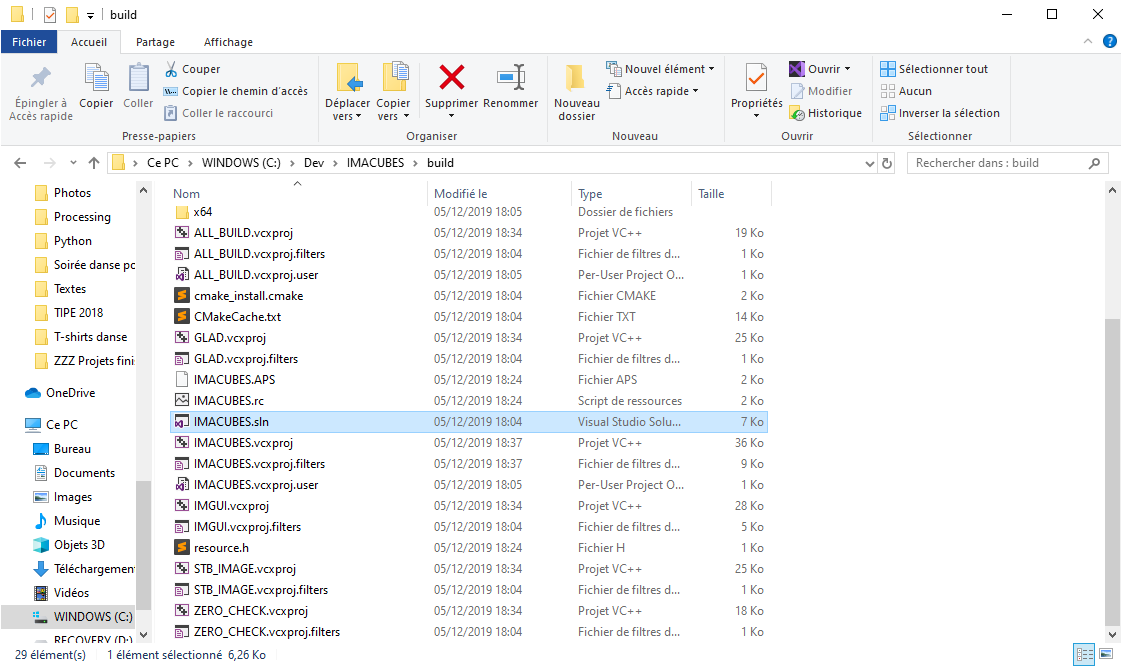 build
Fichier Accueil Partage Affichage
Épingler à Accès rapide
Copier
Coller
Couper
Copier le chemin d'accès
Coller le raccourci
Presse-papiers
Déplacer vers
Copier vers
Supprimer
Renommer
Organiser
Nouveau dossier
Nouvel élément
Accès rapide
Nouveau
Propriétés
Ouvrir
Modifier
Historique
Ouvrir
Sélectionner tout
Aucun
Inverser la sélection
Sélectionner
Ce PC > WINDOWS (C:) > Dev > IMACUBES > build
Rechercher dans : build
Photos
Processing
Python
Soirée danse po
Textes
TIPE 2018
T-shirts danse
ZZZ Projets fini
OneDrive
Ce PC
Bureau
Documents
Images
Musique
Objets 3D
Téléchargement
Vidéos
WINDOWS (C:)
RECOVERY (D:)
Nom Modifié le Type Taille
x64 05/12/2019 18:05 Dossier de fichiers
ALL_BUILD.vcxproj 05/12/2019 18:34 Projet VC++ 19 Ko
ALL_BUILD.vcxproj.filters 05/12/2019 18:04 Fichier de filtres d... 1 Ko
ALL_BUILD.vcxproj.user 05/12/2019 18:05 Per-User Project O... 1 Ko
cmake_install.cmake 05/12/2019 18:04 Fichier CMAKE 2 Ko
CMakeCache.txt 05/12/2019 18:04 Fichier TXT 14 Ko
GLAD.vcxproj 05/12/2019 18:34 Projet VC++ 25 Ko
GLAD.vcxproj.filters 05/12/2019 18:04 Fichier de filtres d... 1 Ko
IMACUBES.APS 05/12/2019 18:24 Fichier APS 2 Ko
IMACUBES.rc 05/12/2019 18:24 Script de ressources 2 Ko
IMACUBES.sln 05/12/2019 18:04 Visual Studio Solu... 7 Ko
IMACUBES.vcxproj 05/12/2019 18:37 Projet VC++ 36 Ko
IMACUBES.vcxproj.filters 05/12/2019 18:37 Fichier de filtres d... 9 Ko
IMACUBES.vcxproj.user 05/12/2019 18:05 Per-User Project O... 1 Ko
IMGUI.vcxproj 05/12/2019 18:34 Projet VC++ 28 Ko
IMGUI.vcxproj.filters 05/12/2019 18:04 Fichier de filtres d... 5 Ko
resource.h 05/12/2019 18:24 Fichier H 1 Ko
STB_IMAGE.vcxproj 05/12/2019 18:34 Projet VC++ 25 Ko
STB_IMAGE.vcxproj.filters 05/12/2019 18:04 Fichier de filtres d... 1 Ko
ZERO_CHECK.vcxproj 05/12/2019 18:34 Projet VC++ 18 Ko
ZERO_CHECK.vcxproj.filters 05/12/2019 18:04 Fichier de filtres d... 1 Ko
29 élément(s) 1 élément sélectionné 6,26 Ko